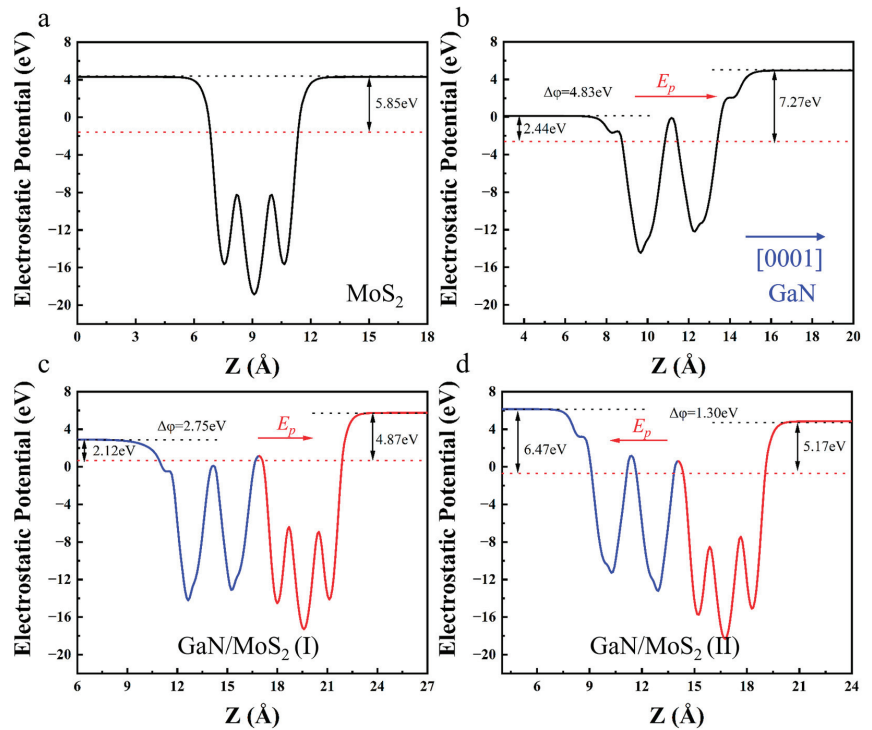 a
Electrostatic Potential (eV)
8
4
0
-4
-8
-12
-16
-20
5.85eV
MoS2
0 3 6 9 12 15 18
Z (Å)
b
Electrostatic Potential (eV)
8
4
0
-4
-8
-12
-16
-20
Δφ=4.83eV
Ep
2.44eV
7.27eV
[0001]
GaN
4 6 8 10 12 14 16 18 20
Z (Å)
c
Electrostatic Potential (eV)
8
4
0
-4
-8
-12
-16
-20
Δφ=2.75eV
Ep
2.12eV
4.87eV
GaN/MoS2 (I)
6 9 12 15 18 21 24 27
Z (Å)
d
Electrostatic Potential (eV)
8
4
0
-4
-8
-12
-16
-20
Δφ=1.30eV
Ep
6.47eV
5.17eV
GaN/MoS2 (II)
6 9 12 15 18 21 24
Z (Å)